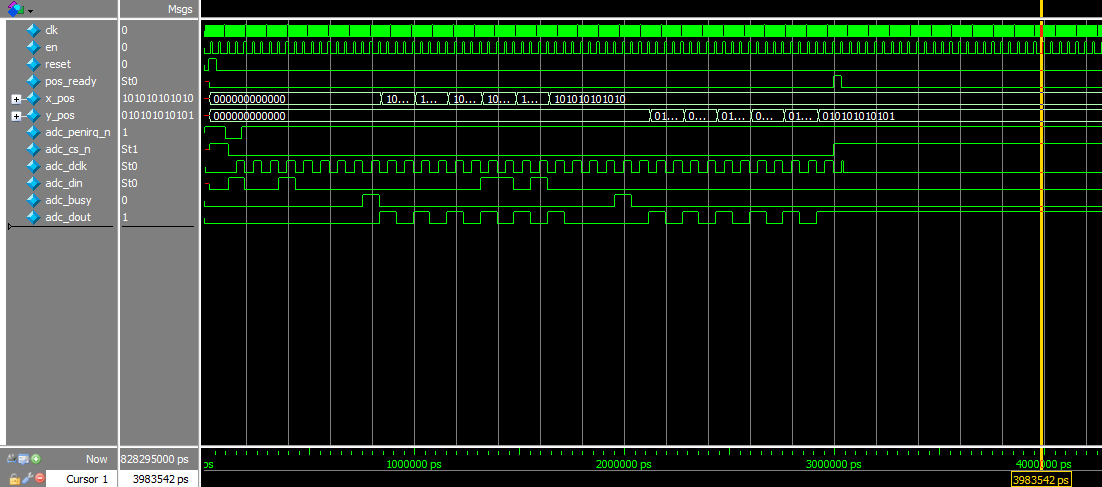 Msgs
clk 0
en 0
reset 0
pos_ready St0
x_pos 101010101010 000000000000 10... 1... 10... 10... 1... 101010101010
y_pos 010101010101 000000000000 01... 0... 01... 0... 01... 010101010101
adc_penirq_n 1
adc_cs_n St1
adc_dclk St0
adc_din St0
adc_busy 0
adc_dout 1
Now 828295000 ps ps 1000000 ps 2000000 ps 3000000 ps 4000000 ps
Cursor 1 3983542 ps 3983542 ps